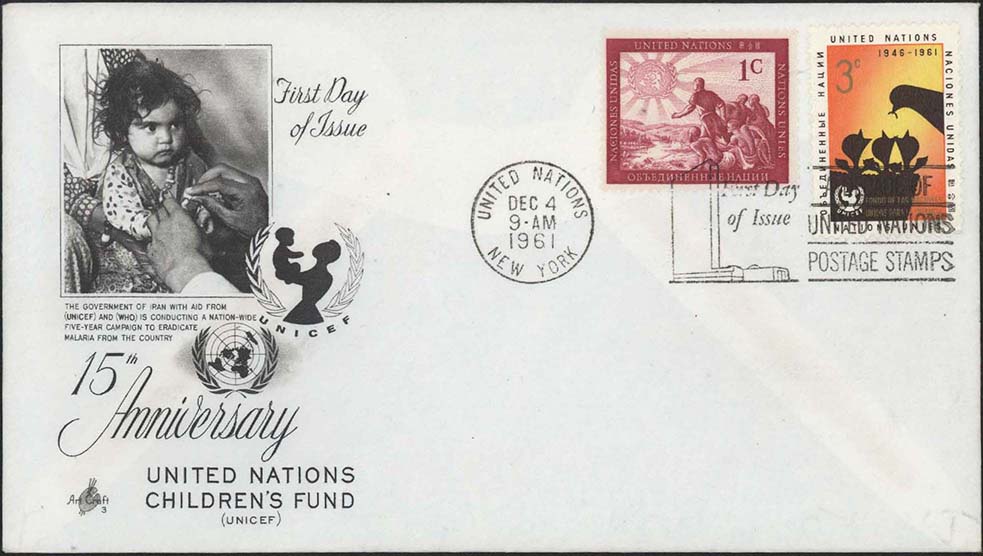 First Day
of Issue
THE GOVERNMENT OF IRAN WITH AID FROM
(UNICEF) AND (WHO) IS CONDUCTING A NATION-WIDE
FIVE-YEAR CAMPAIGN TO ERADICATE
MALARIA FROM THE COUNTRY
UNICEF
15th
Anniversary
UNITED NATIONS
CHILDREN'S FUND
(UNICEF)
Art Craft
3
UNITED NATIONS
DEC 4
9-AM
1961
NEW YORK
UNITED NATIONS
1C
NACIONES UNIDAS
NATIONS UNIES
ОБЪЕДИНЕННЫЕ НАЦИИ
First Day
of Issue
UNITED NATIONS
1946-1961
3c
NACIONES UNIDAS
ОБЪЕДИНЕННЫЕ НАЦИИ
OF
UNITED NATIONS
POSTAGE STAMPS